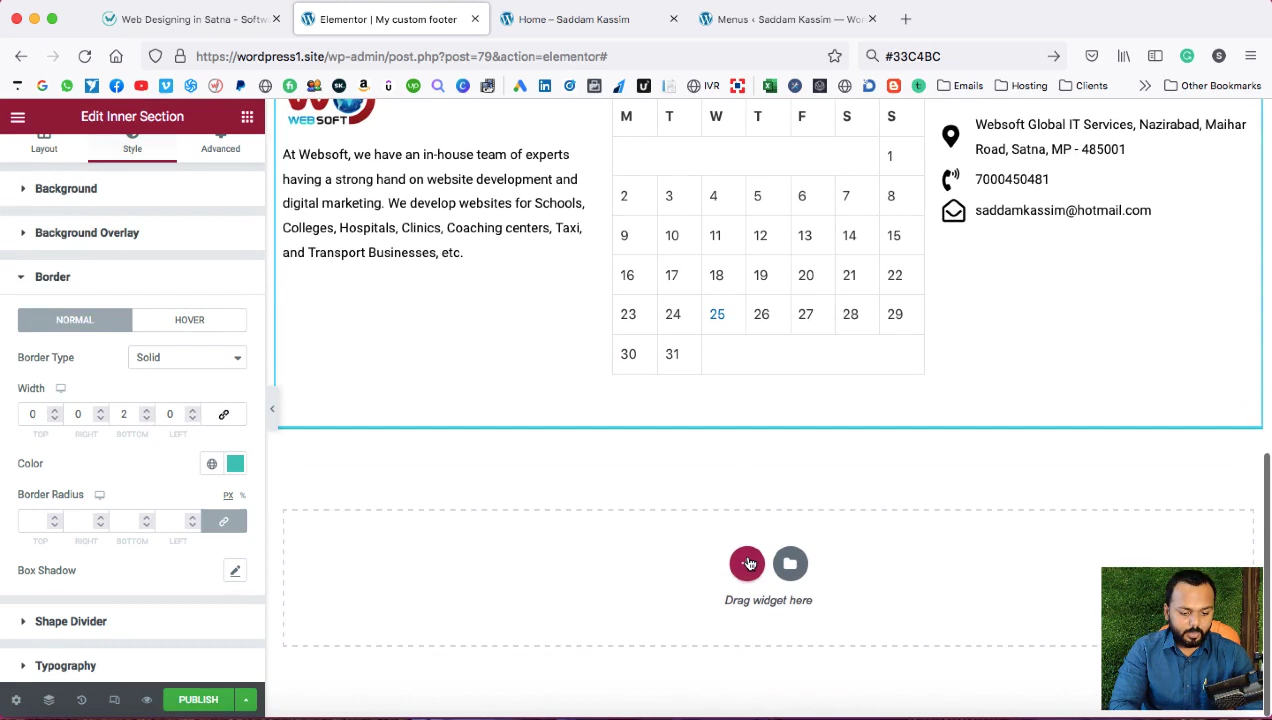 Web Designing in Satna - Softw
Elementor | My custom footer
Home – Saddam Kassim
Menus ‹ Saddam Kassim — Wor
https://wordpress1.site/wp-admin/post.php?post=79&action=elementor#
#33C4BC
IVR
Emails
Hosting
Clients
Other Bookmarks
Edit Inner Section
Layout
Style
Advanced
Background
Background Overlay
Border
NORMAL
HOVER
Border Type
Solid
Width
0 0 2 0
TOP RIGHT BOTTOM LEFT
Color
Border Radius
PX %
TOP RIGHT BOTTOM LEFT
Box Shadow
Shape Divider
Typography
PUBLISH
WEBSOFT
At Websoft, we have an in-house team of experts
having a strong hand on website development and
digital marketing. We develop websites for Schools,
Colleges, Hospitals, Clinics, Coaching centers, Taxi,
and Transport Businesses, etc.
M T W T F S S
1
2 3 4 5 6 7 8
9 10 11 12 13 14 15
16 17 18 19 20 21 22
23 24 25 26 27 28 29
30 31
Websoft Global IT Services, Nazirabad, Maihar
Road, Satna, MP - 485001
7000450481
saddamkassim@hotmail.com
Drag widget here